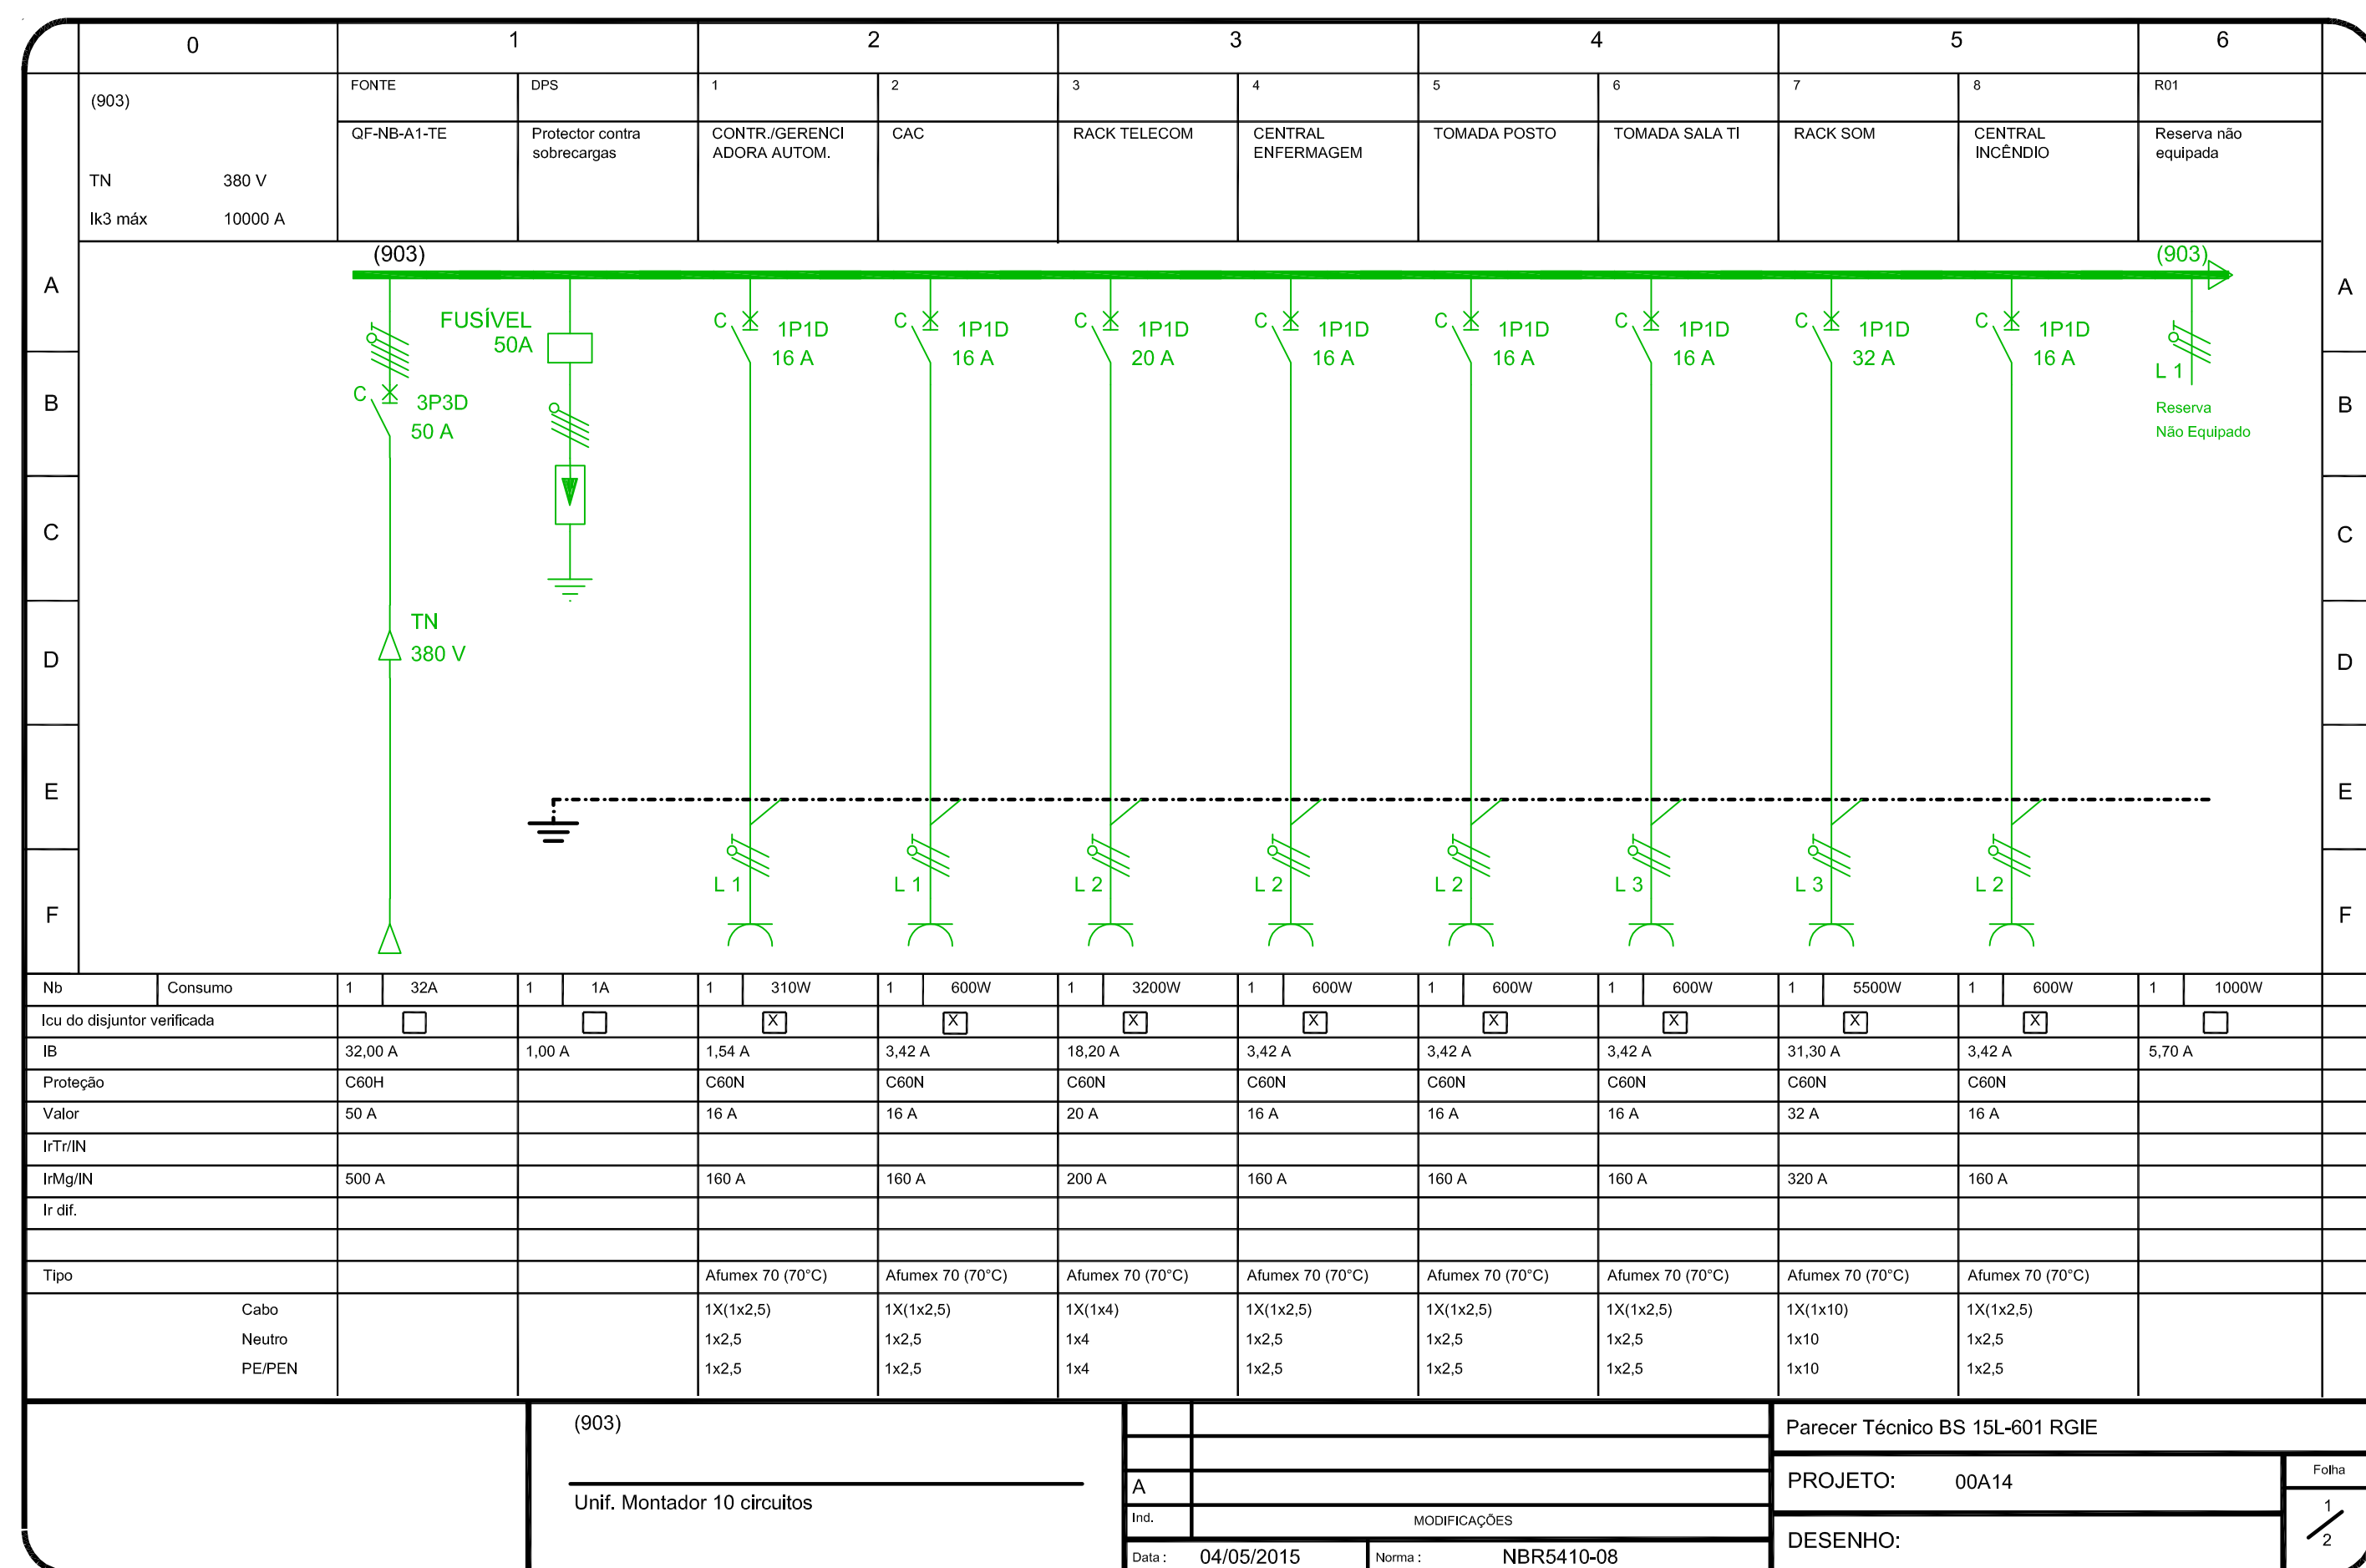 0 1 2 3 4 5 6
(903)
TN 380 V
Ik3 máx 10000 A
FONTE DPS 1 2 3 4 5 6 7 8 R01
QF-NB-A1-TE Protector contra CONTR./GERENCI CAC RACK TELECOM CENTRAL TOMADA POSTO TOMADA SALA TI RACK SOM CENTRAL Reserva não
sobrecargas ADORA AUTOM. ENFERMAGEM INCÊNDIO equipada
(903) (903)
A A
FUSÍVEL C 1P1D C 1P1D C 1P1D C 1P1D C 1P1D C 1P1D C 1P1D C 1P1D
50A 16 A 16 A 20 A 16 A 16 A 16 A 32 A 16 A
L 1
B C 3P3D Reserva B
50 A Não Equipado
C C
TN
D 380 V D
E E
L 1 L 1 L 2 L 2 L 2 L 3 L 3 L 2
F F
Nb Consumo 1 32A 1 1A 1 310W 1 600W 1 3200W 1 600W 1 600W 1 600W 1 5500W 1 600W 1 1000W
Icu do disjuntor verificada X X X X X X X X
IB 32,00 A 1,00 A 1,54 A 3,42 A 18,20 A 3,42 A 3,42 A 3,42 A 31,30 A 3,42 A 5,70 A
Proteção C60H C60N C60N C60N C60N C60N C60N C60N C60N
Valor 50 A 16 A 16 A 20 A 16 A 16 A 16 A 32 A 16 A
IrTr/IN
IrMg/IN 500 A 160 A 160 A 200 A 160 A 160 A 160 A 320 A 160 A
Ir dif.
Tipo Afumex 70 (70°C) Afumex 70 (70°C) Afumex 70 (70°C) Afumex 70 (70°C) Afumex 70 (70°C) Afumex 70 (70°C) Afumex 70 (70°C) Afumex 70 (70°C)
Cabo 1X(1x2,5) 1X(1x2,5) 1X(1x4) 1X(1x2,5) 1X(1x2,5) 1X(1x2,5) 1X(1x10) 1X(1x2,5)
Neutro 1x2,5 1x2,5 1x4 1x2,5 1x2,5 1x2,5 1x10 1x2,5
PE/PEN 1x2,5 1x2,5 1x4 1x2,5 1x2,5 1x2,5 1x10 1x2,5
(903)
Unif. Montador 10 circuitos
A
Ind. MODIFICAÇÕES
Data : 04/05/2015 Norma : NBR5410-08
Parecer Técnico BS 15L-601 RGIE
PROJETO: 00A14
DESENHO:
Folha
1
2